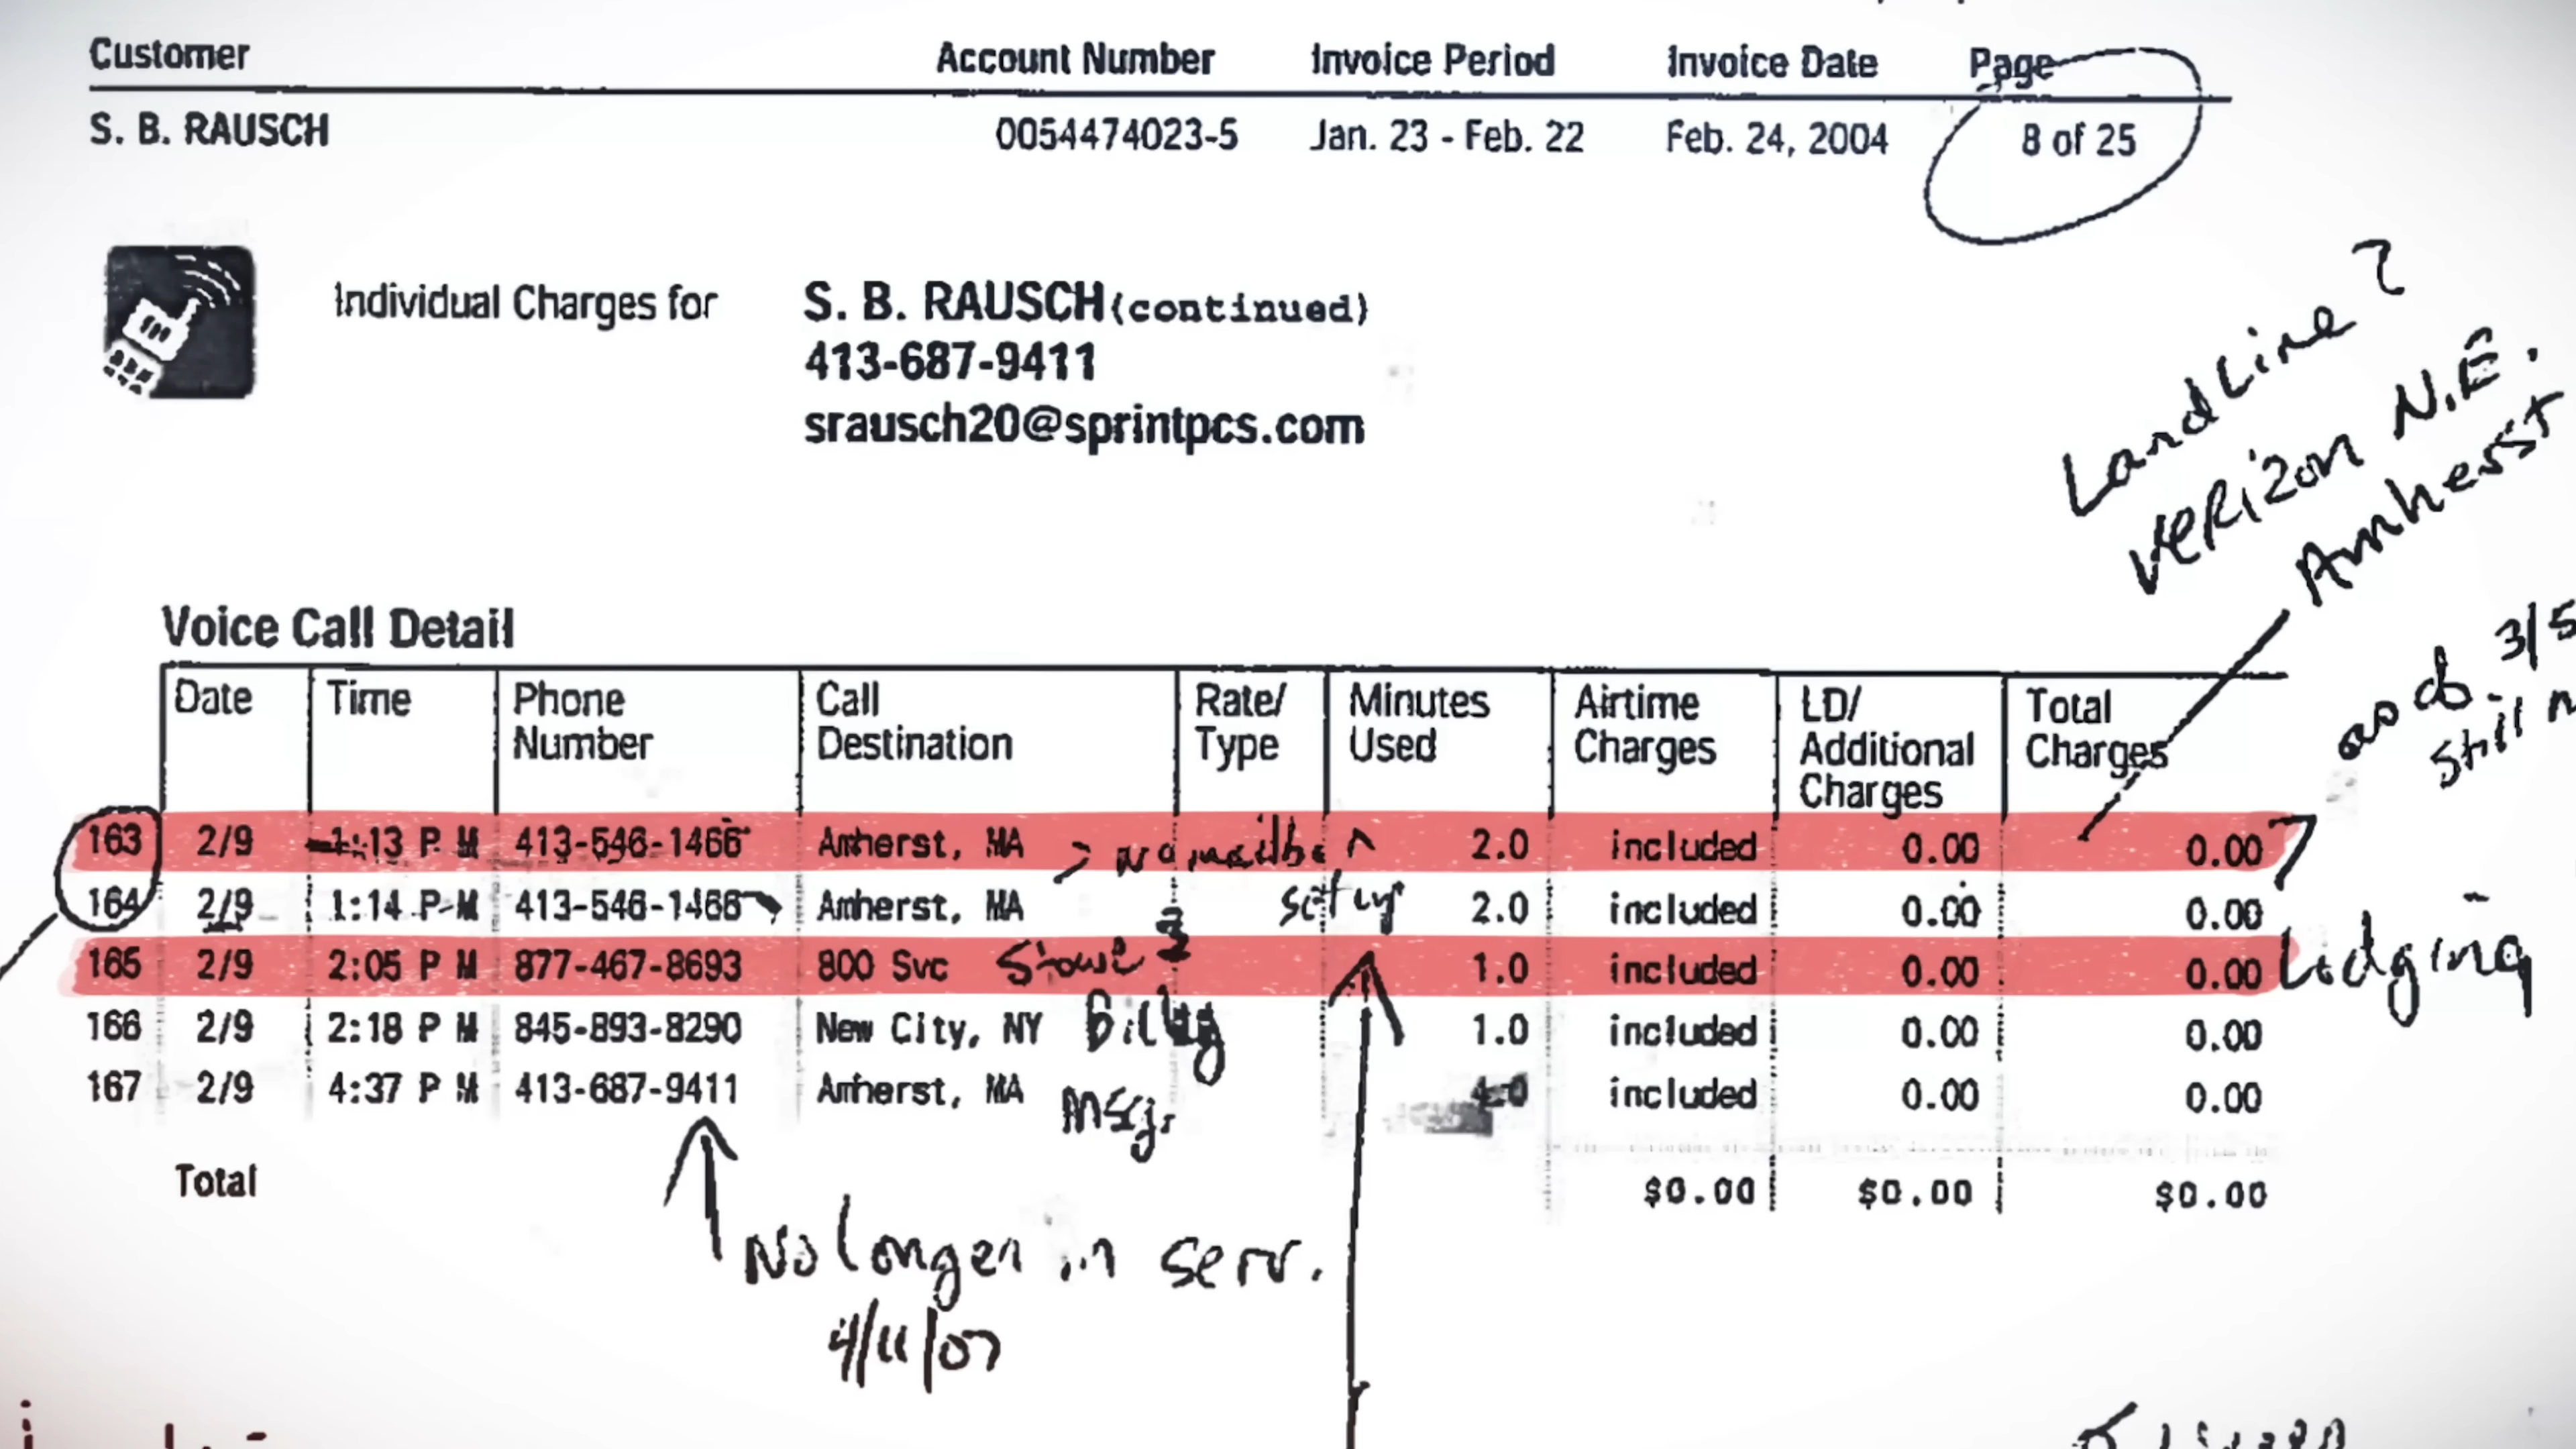 Customer Account Number Invoice Period Invoice Date Page
S. B. RAUSCH 0054474023-5 Jan. 23 - Feb. 22 Feb. 24, 2004 8 of 25
Individual Charges for S. B. RAUSCH (continued)
413-687-9411
srausch20@sprintpcs.com
LandLine?
Verizon N.E.
Amherst
3/5
still
Voice Call Detail
Date Time Phone Number Call Destination Rate/Type Minutes Used Airtime Charges LD/Additional Charges Total Charges
163 2/9 1:13 P M 413-546-1466 Amherst, MA 2.0 included 0.00 0.00
set up
164 2/9 1:14 P M 413-546-1466 Amherst, MA 2.0 included 0.00 0.00
165 2/9 2:05 P M 877-467-8693 800 Svc Stowe 1.0 included 0.00 0.00 Lodging
166 2/9 2:18 P M 845-893-8290 New City, NY Billy 1.0 included 0.00 0.00
167 2/9 4:37 P M 413-687-9411 Amherst, MA Msg. included 0.00 0.00
Total $0.00 $0.00 $0.00
No longer in serv.
4/11/07